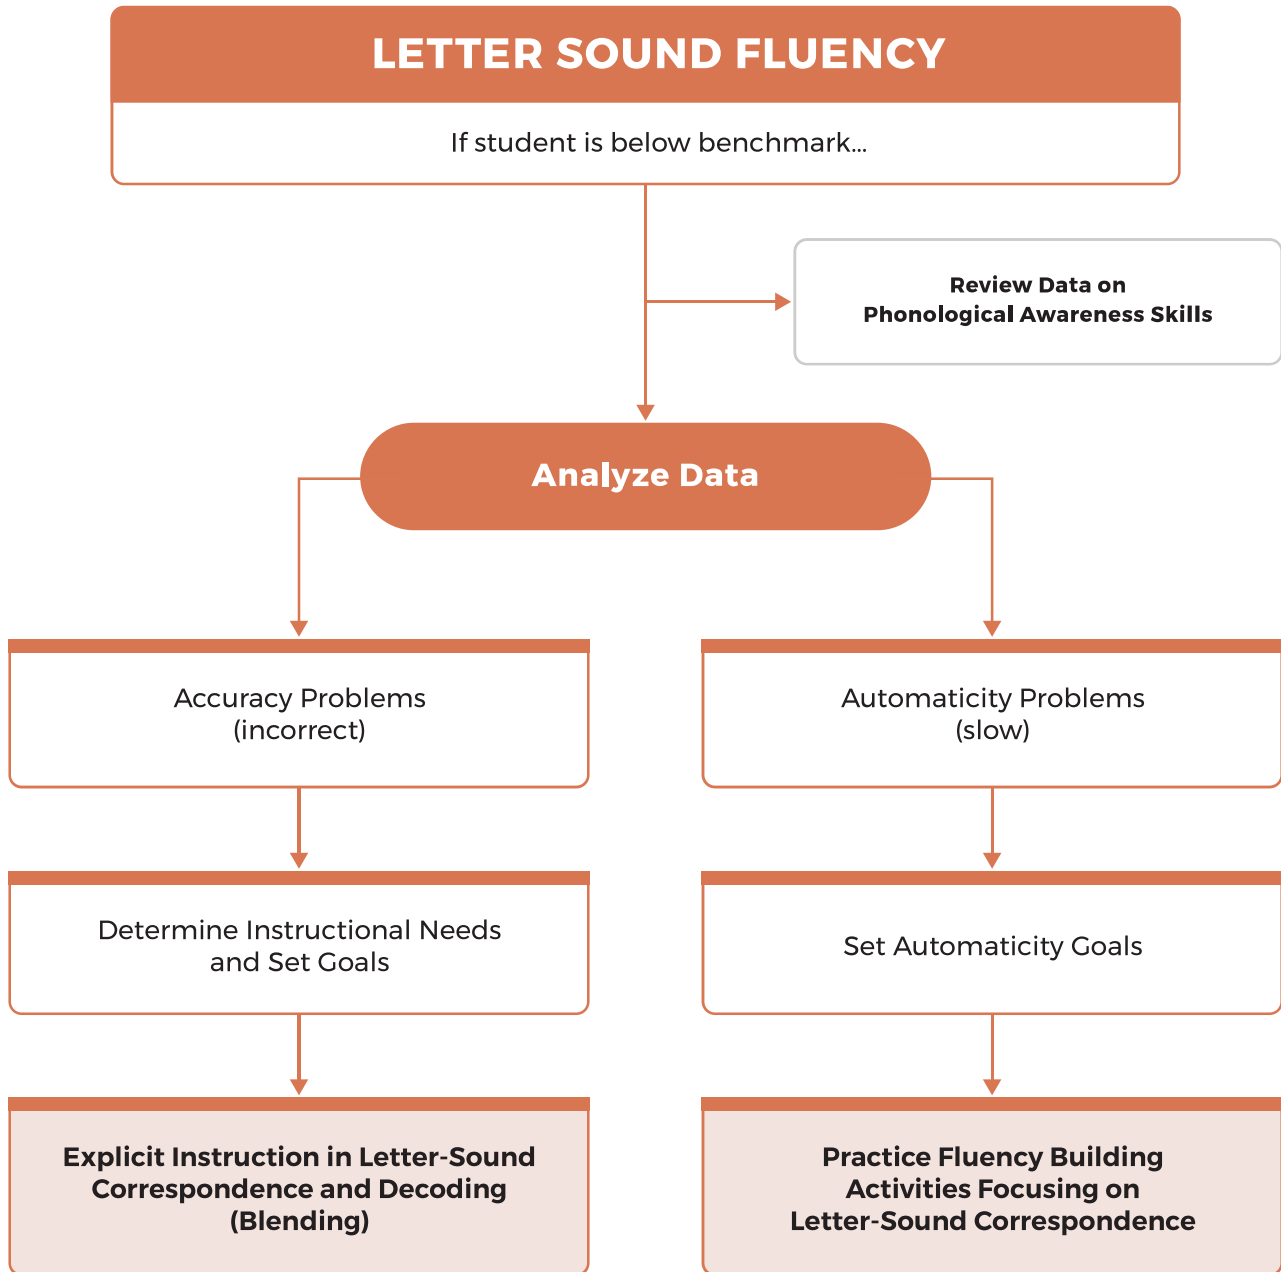 LETTER SOUND FLUENCY
If student is below benchmark...
Review Data on
Phonological Awareness Skills
Analyze Data
Accuracy Problems
(incorrect)
Automaticity Problems
(slow)
Determine Instructional Needs
and Set Goals
Set Automaticity Goals
Explicit Instruction in Letter-Sound
Correspondence and Decoding
(Blending)
Practice Fluency Building
Activities Focusing on
Letter-Sound Correspondence